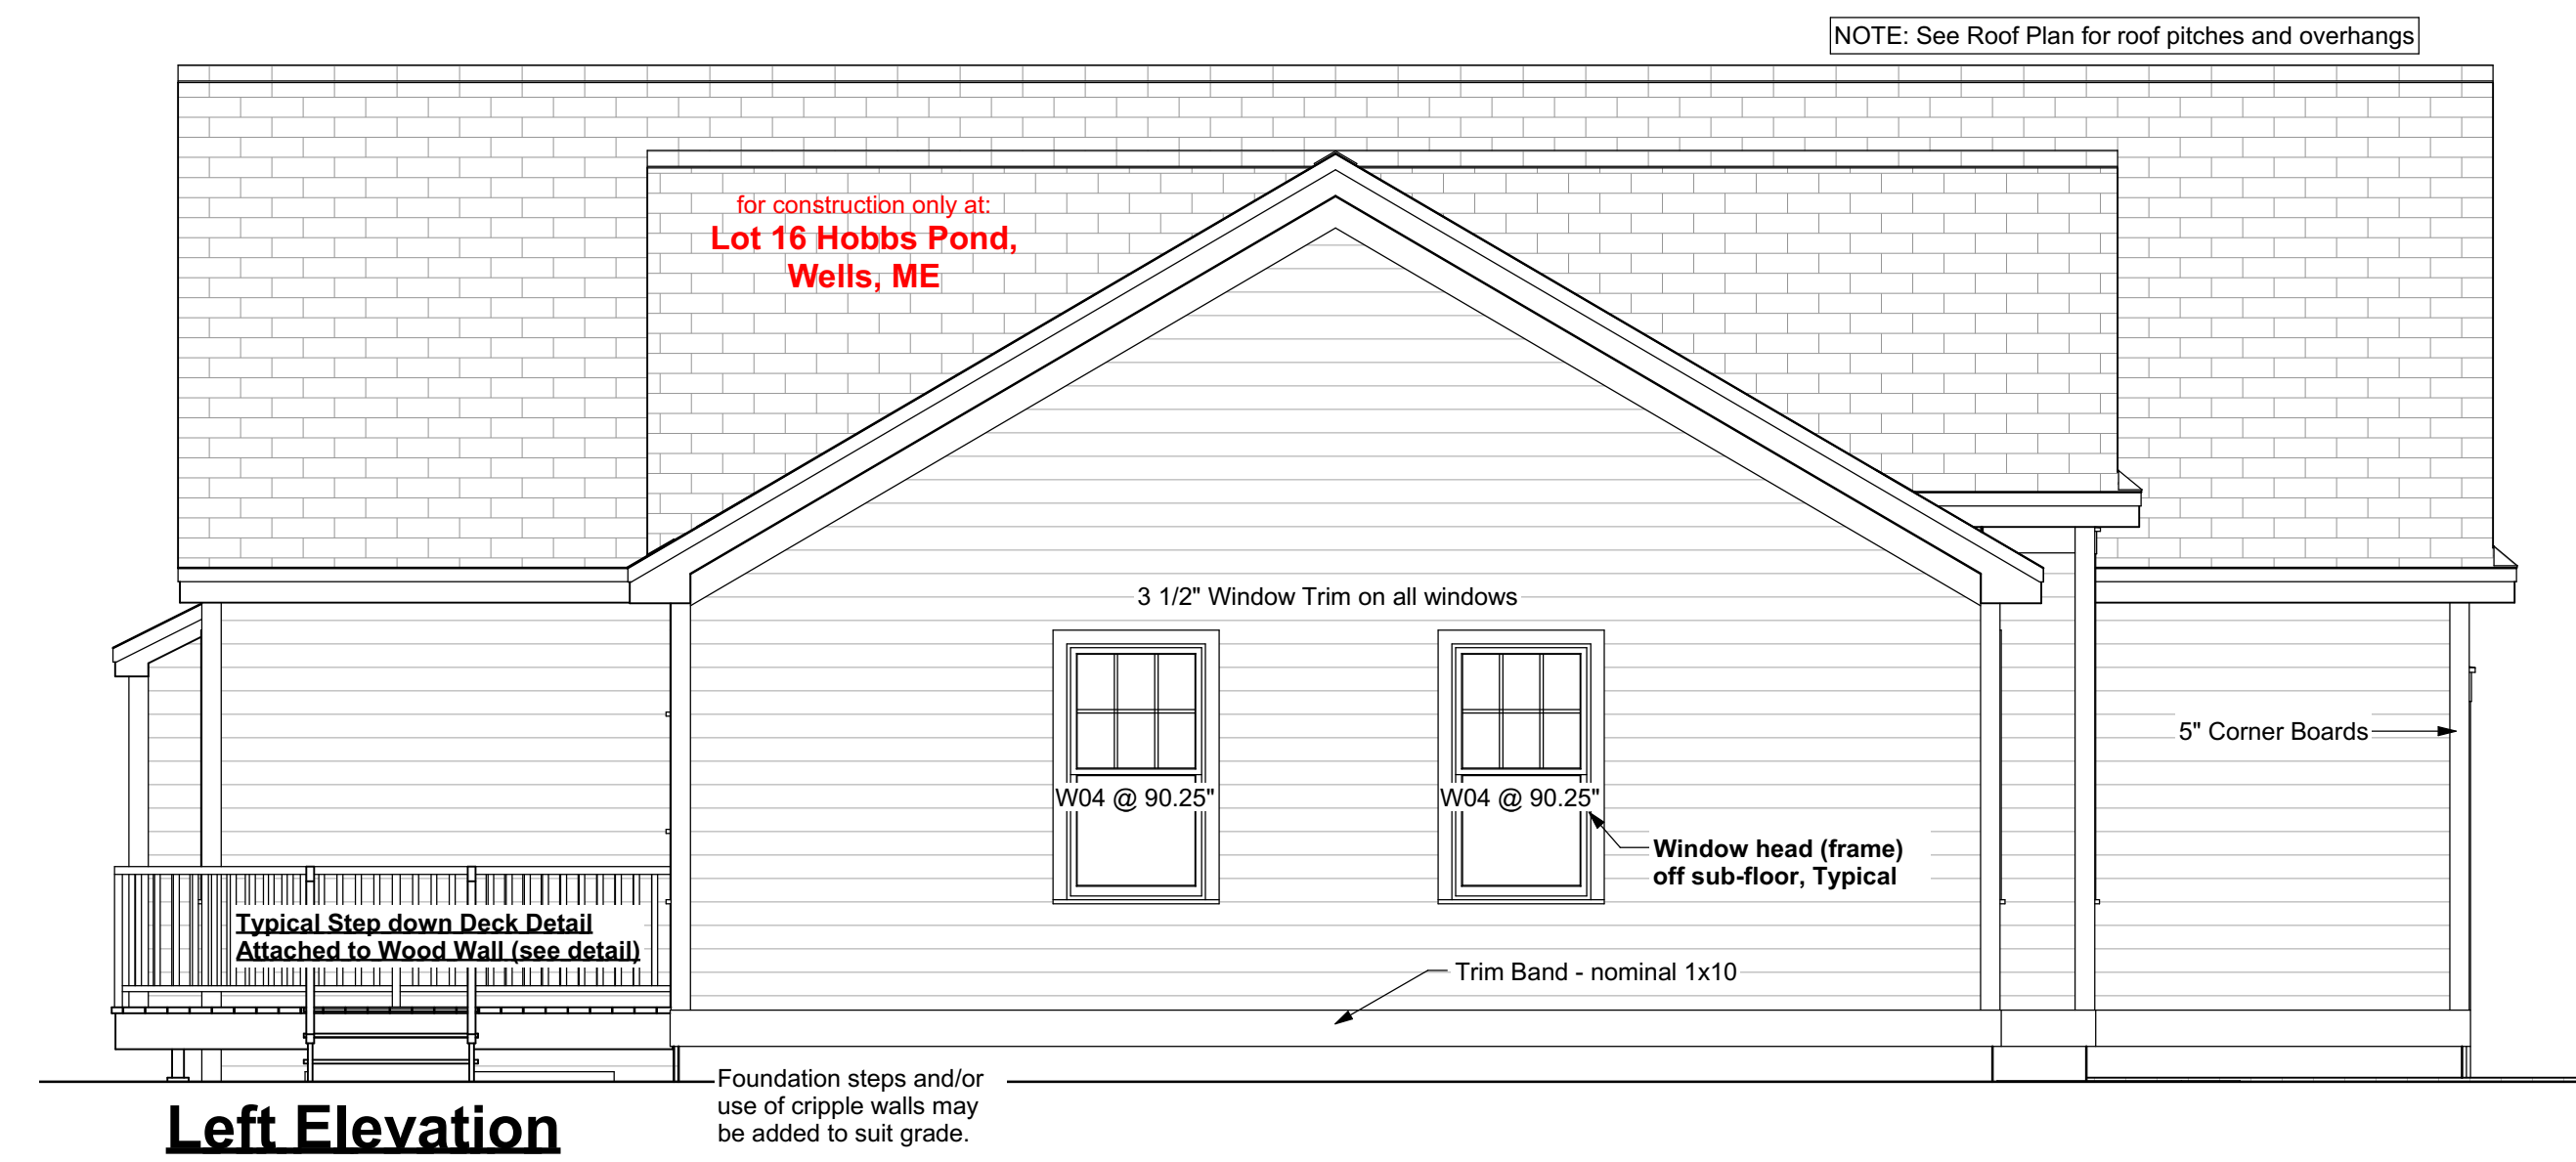 NOTE: See Roof Plan for roof pitches and overhangs
for construction only at:
Lot 16 Hobbs Pond,
Wells, ME
3 1/2" Window Trim on all windows
5" Corner Boards
W04 @ 90.25"
W04 @ 90.25"
Window head (frame)
off sub-floor, Typical
Typical Step down Deck Detail
Attached to Wood Wall (see detail)
Trim Band - nominal 1x10
Foundation steps and/or
use of cripple walls may
be added to suit grade.
Left Elevation